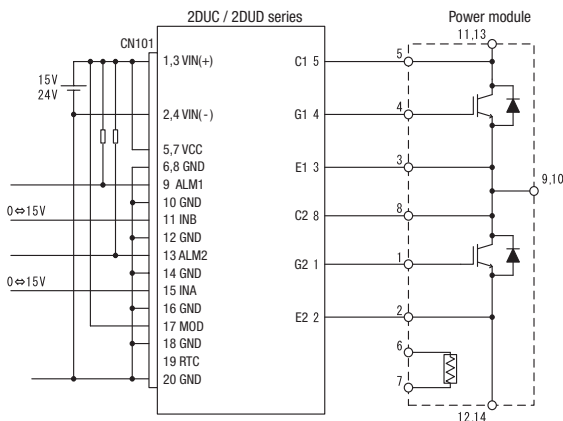 2DUC / 2DUD series
Power module
CN101
11,13
1,3 VIN(+)
C1 5
5
15V
24V
2,4 VIN(-)
G1 4
4
5,7 VCC
6,8 GND
E1 3
3
9 ALM1
9,10
10 GND
0⇔15V
11 INB
C2 8
8
12 GND
13 ALM2
G2 1
1
14 GND
0⇔15V
15 INA
16 GND
E2 2
2
17 MOD
18 GND
6
19 RTC
20 GND
7
12,14